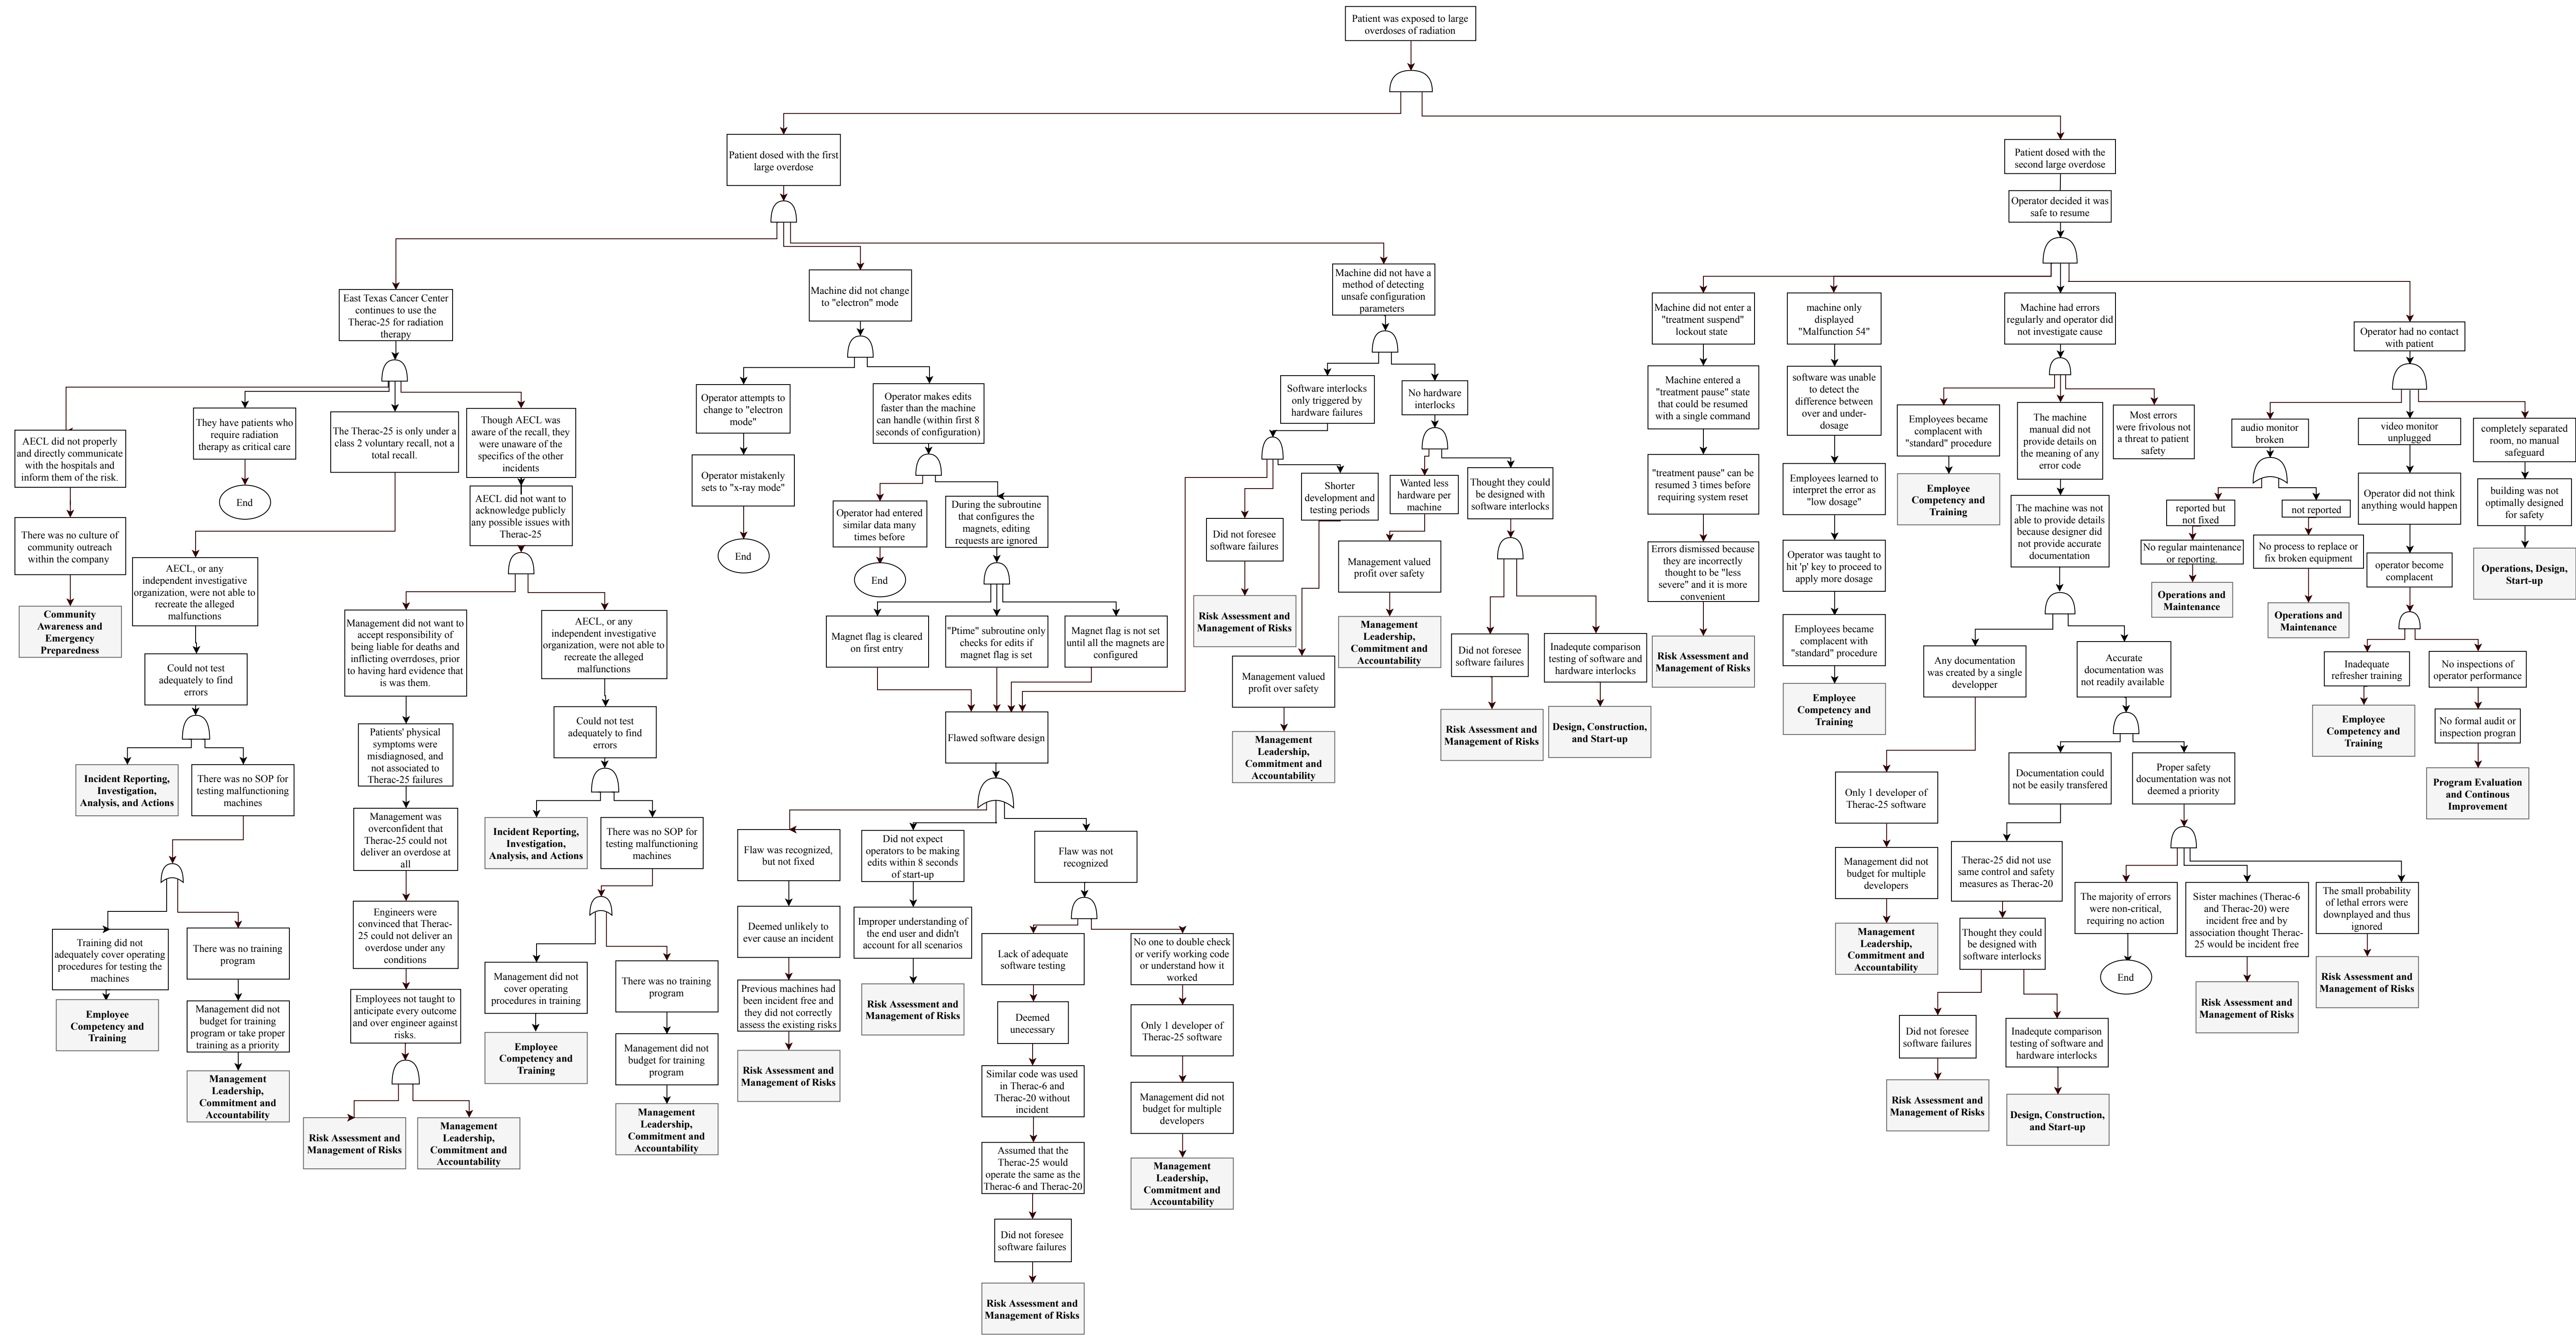 Patient was exposed to large
overdoses of radiation
Patient dosed with the first
large overdose
Patient dosed with the
second large overdose
Operator decided it was
safe to resume
East Texas Cancer Center
continues to use the
Therac-25 for radiation
therapy
Machine did not change
to "electron" mode
Machine did not have a
method of detecting
unsafe configuration
parameters
Machine did not enter a
"treatment suspend"
lockout state
machine only
displayed
"Malfunction 54"
Machine had errors
regularly and operator did
not investigate cause
Operator had no contact
with patient
AECL did not properly
and directly communicate
with the hospitals and
inform them of the risk.
They have patients who
require radiation
therapy as critical care
The Therac-25 is only under a
class 2 voluntary recall, not a
total recall.
Though AECL was
aware of the recall, they
were unaware of the
specifics of the other
incidents
There was no culture of
community outreach
within the company
Community
Awareness and
Emergency
Preparedness
End
AECL, or any
independent investigative
organization, were not able to
recreate the alleged
malfunctions
Could not test
adequately to find
errors
Incident Reporting,
Investigation,
Analysis, and Actions
There was no SOP for
testing malfunctioning
machines
Training did not
adequately cover operating
procedures for testing the
machines
Employee
Competency and
Training
There was no training
program
Management did not
budget for training
program or take proper
training as a priority
Management
Leadership,
Commitment and
Accountability
AECL did not want to
acknowledge publicly
any possible issues with
Therac-25
Management did not want to
accept responsibility of
being liable for deaths and
inflicting overrdoses, prior
to having hard evidence that
is was them.
Patients' physical
symptoms were
misdiagnosed, and
not associated to
Therac-25 failures
Management was
overconfident that
Therac-25 could not
deliver an overdose at
all
Engineers were
convinced that Therac-
25 could not deliver an
overdose under any
conditions
Employees not taught to
anticipate every outcome
and over engineer against
risks.
Risk Assessment and
Management of Risks
Management
Leadership,
Commitment and
Accountability
AECL, or any
independent investigative
organization, were not able to
recreate the alleged
malfunctions
Could not test
adequately to find
errors
Incident Reporting,
Investigation,
Analysis, and Actions
There was no SOP for
testing malfunctioning
machines
Management did not
cover operating
procedures in training
Employee
Competency and
Training
There was no training
program
Management did not
budget for training
program
Management
Leadership,
Commitment and
Accountability
Operator attempts to
change to "electron
mode"
Operator mistakenly
sets to "x-ray mode"
End
Operator makes edits
faster than the machine
can handle (within first 8
seconds of configuration)
Operator had entered
similar data many
times before
End
During the subroutine
that configures the
magnets, editing
requests are ignored
Magnet flag is cleared
on first entry
"Ptime" subroutine only
checks for edits if
magnet flag is set
Magnet flag is not set
until all the magnets are
configured
Flawed software design
Flaw was recognized,
but not fixed
Deemed unlikely to
ever cause an incident
Previous machines had
been incident free and
they did not correctly
assess the existing risks
Risk Assessment and
Management of Risks
Did not expect
operators to be making
edits within 8 seconds
of start-up
Improper understanding of
the end user and didn't
account for all scenarios
Risk Assessment and
Management of Risks
Flaw was not
recognized
Lack of adequate
software testing
Deemed
unecessary
Similar code was used
in Therac-6 and
Therac-20 without
incident
Assumed that the
Therac-25 would
operate the same as the
Therac-6 and Therac-20
Did not foresee
software failures
Risk Assessment and
Management of Risks
No one to double check
or verify working code
or understand how it
worked
Only 1 developer of
Therac-25 software
Management did not
budget for multiple
developers
Management
Leadership,
Commitment and
Accountability
Software interlocks
only triggered by
hardware failures
Did not foresee
software failures
Risk Assessment and
Management of Risks
Shorter
development and
testing periods
Management valued
profit over safety
Management
Leadership,
Commitment and
Accountability
No hardware
interlocks
Wanted less
hardware per
machine
Management valued
profit over safety
Management
Leadership,
Commitment and
Accountability
Thought they could
be designed with
software interlocks
Did not foresee
software failures
Risk Assessment and
Management of Risks
Inadequte comparison
testing of software and
hardware interlocks
Design, Construction,
and Start-up
Machine entered a
"treatment pause" state
that could be resumed
with a single command
"treatment pause" can be
resumed 3 times before
requiring system reset
Errors dismissed because
they are incorrectly
thought to be "less
severe" and it is more
convenient
Risk Assessment and
Management of Risks
software was unable
to detect the
difference between
over and under-
dosage
Employees learned to
interpret the error as
"low dosage"
Operator was taught to
hit 'p' key to proceed to
apply more dosage
Employees became
complacent with
"standard" procedure
Employee
Competency and
Training
Employees became
complacent with
"standard" procedure
Employee
Competency and
Training
The machine
manual did not
provide details on
the meaning of any
error code
Most errors
were frivolous not
a threat to patient
safety
The machine was not
able to provide details
because designer did
not provide accurate
documentation
Any documentation
was created by a single
developper
Only 1 developer of
Therac-25 software
Management did not
budget for multiple
developers
Management
Leadership,
Commitment and
Accountability
Accurate
documentation was
not readily available
Documentation could
not be easily transfered
Therac-25 did not use
same control and safety
measures as Therac-20
Thought they could
be designed with
software interlocks
Did not foresee
software failures
Risk Assessment and
Management of Risks
Inadequte comparison
testing of software and
hardware interlocks
Design, Construction,
and Start-up
Proper safety
documentation was not
deemed a priority
The majority of errors
were non-critical,
requiring no action
End
Sister machines (Therac-6
and Therac-20) were
incident free and by
association thought Therac-
25 would be incident free
Risk Assessment and
Management of Risks
The small probability
of lethal errors were
downplayed and thus
ignored
Risk Assessment and
Management of Risks
audio monitor
broken
reported but
not fixed
No regular maintenance
or reporting.
Operations and
Maintenance
not reported
No process to replace or
fix broken equipment
Operations and
Maintenance
video monitor
unplugged
Operator did not think
anything would happen
operator become
complacent
Inadequate
refresher training
Employee
Competency and
Training
No inspections of
operator performance
No formal audit or
inspection progran
Program Evaluation
and Continous
Improvement
completely separated
room, no manual
safeguard
building was not
optimally designed
for safety
Operations, Design,
Start-up